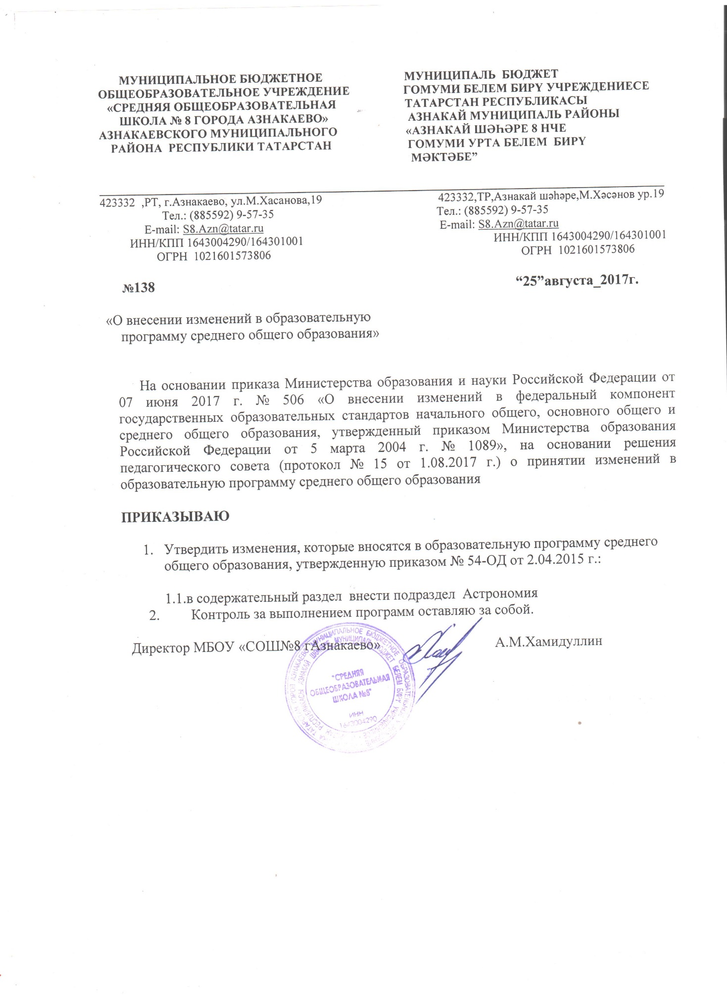 МУНИЦИПАЛЬНОЕ БЮДЖЕТНОЕ
ОБЩЕОБРАЗОВАТЕЛЬНОЕ УЧРЕЖДЕНИЕ
«СРЕДНЯЯ ОБЩЕОБРАЗОВАТЕЛЬНАЯ
ШКОЛА № 8 ГОРОДА АЗНАКАЕВО»
АЗНАКАЕВСКОГО МУНИЦИПАЛЬНОГО
РАЙОНА РЕСПУБЛИКИ ТАТАРСТАН
МУНИЦИПАЛЬ БЮДЖЕТ
ГОМУМИ БЕЛЕМ БИРҮ УЧРЕЖДЕНИЕСЕ
ТАТАРСТАН РЕСПУБЛИКАСЫ
АЗНАКАЙ МУНИЦИПАЛЬ РАЙОНЫ
«АЗНАКАЙ ШӘҺӘРЕ 8 НЧЕ
ГОМУМИ УРТА БЕЛЕМ БИРҮ
МӘКТӘБЕ”
423332 ,РТ, г.Азнакаево, ул.М.Хасанова,19
Тел.: (885592) 9-57-35
E-mail: S8.Azn@tatar.ru
ИНН/КПП 1643004290/164301001
ОГРН 1021601573806
423332,ТР,Азнакай шәһәре,М.Хәсәнов ур.19
Тел.: (885592) 9-57-35
E-mail: S8.Azn@tatar.ru
ИНН/КПП 1643004290/164301001
ОГРН 1021601573806
№138
“25”августа_2017г.
«О внесении изменений в образовательную
программу среднего общего образования»
На основании приказа Министерства образования и науки Российской Федерации от
07 июня 2017 г. № 506 «О внесении изменений в федеральный компонент
государственных образовательных стандартов начального общего, основного общего и
среднего общего образования, утвержденный приказом Министерства образования
Российской Федерации от 5 марта 2004 г. № 1089», на основании решения
педагогического совета (протокол № 15 от 1.08.2017 г.) о принятии изменений в
образовательную программу среднего общего образования
ПРИКАЗЫВАЮ
1. Утвердить изменения, которые вносятся в образовательную программу среднего
общего образования, утвержденную приказом № 54-ОД от 2.04.2015 г.:
1.1.в содержательный раздел внести подраздел Астрономия
2. Контроль за выполнением программ оставляю за собой.
Директор МБОУ «СОШ№8 гАзнакаево» А.М.Хамидуллин
"СРЕДНЯЯ
ОБЩЕОБРАЗОВАТЕЛЬНАЯ
ШКОЛА №8"
ИНН
1643004290